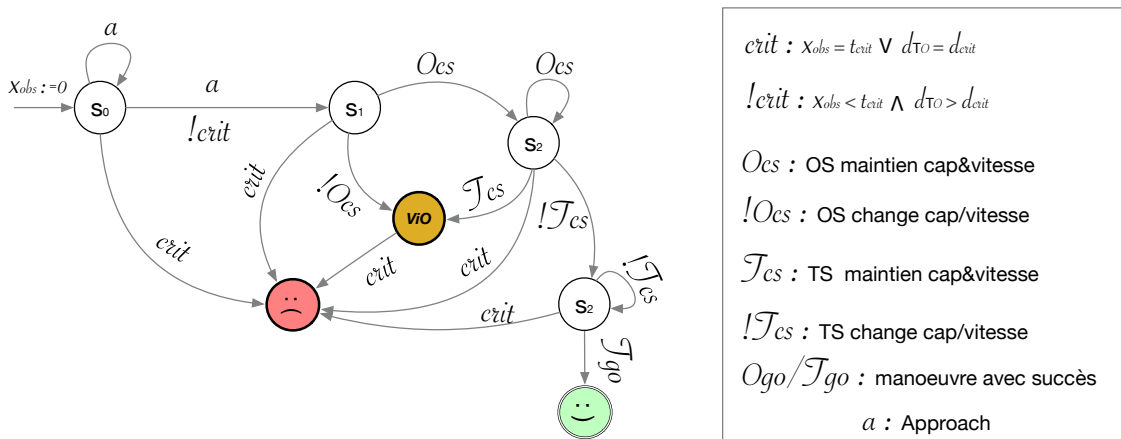 a
Ocs
Ocs
xobs := 0
a
S0
S1
!crit
S2
crit
!Ocs
Tcs
ViO
!Tcs
crit
crit
crit
!Tcs
S2
crit
Tgo
crit : xobs = tcrit ∨ dTO = dcrit
!crit : xobs < tcrit ∧ dTO > dcrit
Ocs : OS maintien cap&vitesse
!Ocs : OS change cap/vitesse
Tcs : TS maintien cap&vitesse
!Tcs : TS change cap/vitesse
Ogo/Tgo : manoeuvre avec succès
a : Approach